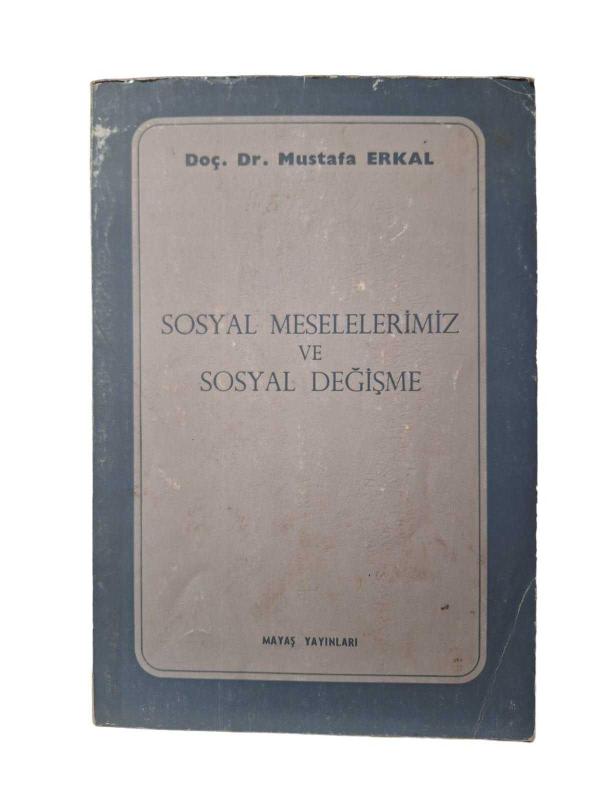 Doç. Dr. Mustafa ERKAL
SOSYAL MESELELERİMİZ
VE
SOSYAL DEĞİŞME
MAYAŞ YAYINLARI